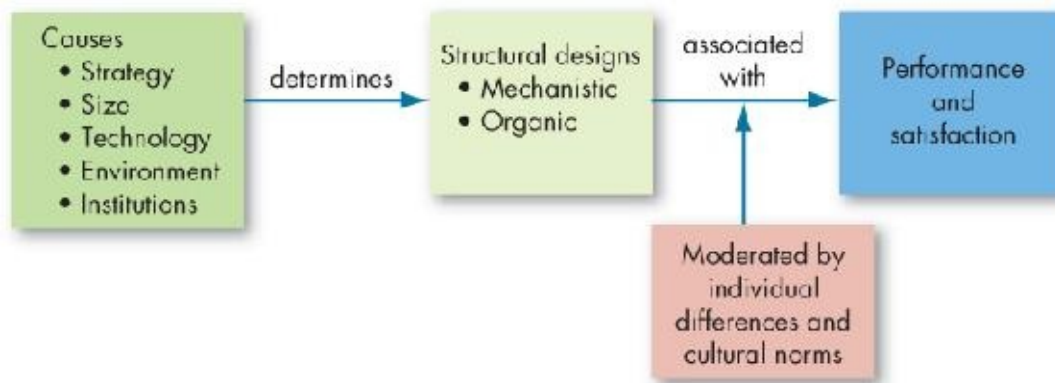 Causes
• Strategy
• Size
• Technology
• Environment
• Institutions
determines
Structural designs
• Mechanistic
• Organic
associated
with
Performance
and
satisfaction
Moderated by
individual
differences and
cultural norms